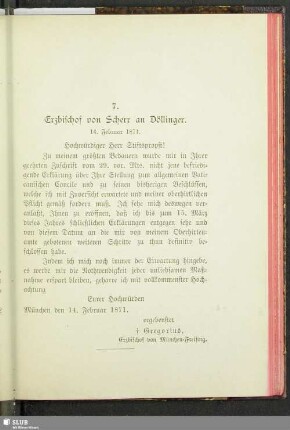 7.
Erzbischof von Scherr an Döllinger.
14. Februar 1871.
Hochwürdiger Herr Stiftspropst!
Zu meinem größten Bedauern wurde mir in Ihrer
geehrten Zuschrift vom 29. vor. Mts. nicht jene befriedi-
gende Erklärung über Ihre Stellung zum allgemeinen Vati-
canischen Concile und zu seinen bisherigen Beschlüssen,
welche ich mit Zuversicht erwartete und meiner oberhirtlichen
Pflicht gemäß fordern muß. Ich sehe mich deswegen ver-
anlaßt, Ihnen zu eröffnen, daß ich bis zum 15. März
dieses Jahres schließlichen Erklärungen entgegen sehe und
von diesem Datum an die mir von meinem Oberhirten-
amte gebotenen weiteren Schritte zu thun definitiv be-
schlossen habe.
Indem ich mich noch immer der Erwartung hingebe,
es werde mir die Nothwendigkeit jeder unliebsamen Maß-
nahme erspart bleiben, geharre ich mit vollkommenster Hoch-
achtung
Euer Hochwürden
München den 14. Februar 1871.
ergebenster
† Gregorius,
Erzbischof von München-Freising.
SLUB